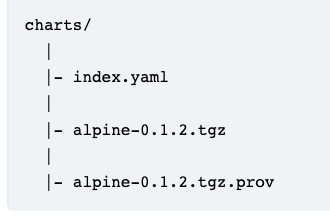 charts/
  |
  |- index.yaml
  |
  |- alpine-0.1.2.tgz
  |
  |- alpine-0.1.2.tgz.prov